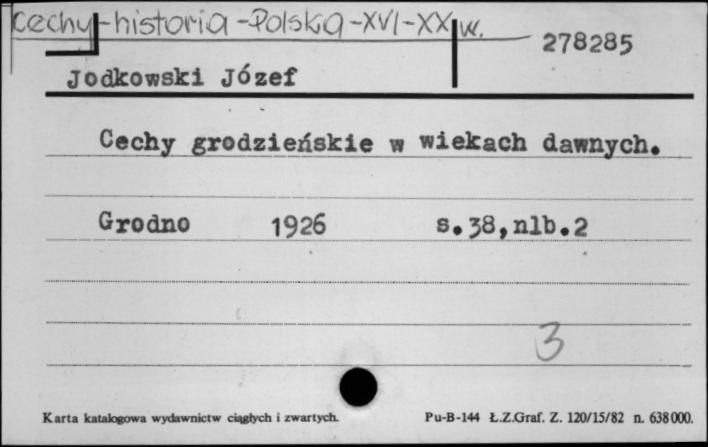 cechy-historia-Polska-XVI-XX w.
278285
Jodkowski Józef
Cechy grodzieńskie w wiekach dawnych.
Grodno 1926 s.38,nlb.2
3
Karta katalogowa wydawnictw ciągłych i zwartych. Pu-B-144 Ł.Z.Graf. Z. 120/15/82 n. 638000.